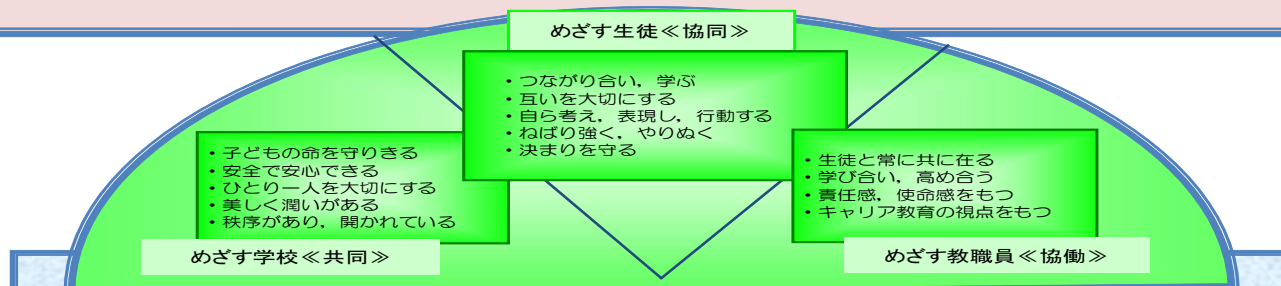 めざす生徒≪協同≫
・つながり合い，学ぶ
・互いを大切にする
・自ら考え，表現し，行動する
・ねばり強く，やりぬく
・決まりを守る
・子どもの命を守りきる
・安全で安心できる
・ひとり一人を大切にする
・美しく潤いがある
・秩序があり，開かれている
めざす学校≪共同≫
・生徒と常に共に在る
・学び合い，高め合う
・責任感，使命感をもつ
・キャリア教育の視点をもつ
めざす教職員≪協働≫